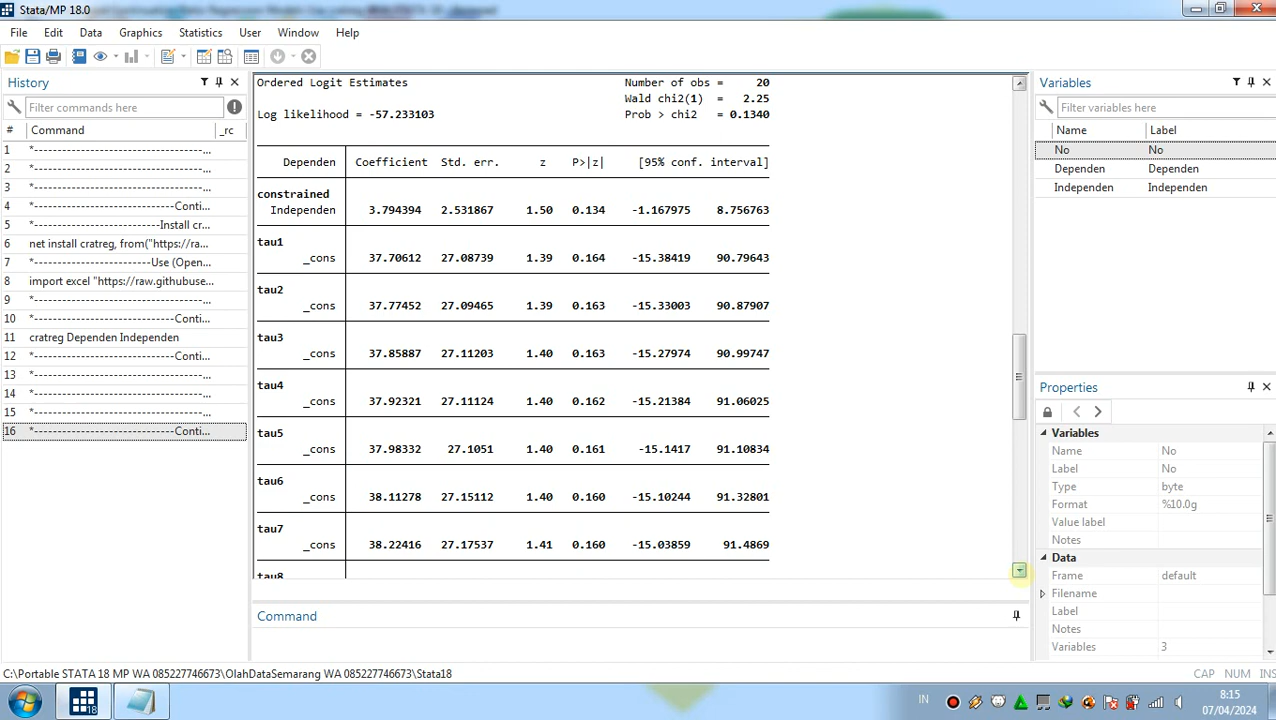 Stata/MP 18.0
File Edit Data Graphics Statistics User Window Help
History
Filter commands here
# Command _rc
1 *-----------------------------------...
2 *-----------------------------------...
3 *-----------------------------------...
4 *------------------------------Conti...
5 *---------------------------Install cr...
6 net install cratreg, from("https://ra...
7 *-------------------------Use (Open...
8 import excel "https://raw.githubuse...
9 *-----------------------------------...
10 *------------------------------Conti...
11 cratreg Dependen Independen
12 *------------------------------Conti...
13 *-----------------------------------...
14 *-----------------------------------...
15 *-----------------------------------...
16 *------------------------------Conti...
Ordered Logit Estimates Number of obs = 20
Wald chi2(1) = 2.25
Log likelihood = -57.233103 Prob > chi2 = 0.1340
Dependen Coefficient Std. err. z P>|z| [95% conf. interval]
constrained
Independen 3.794394 2.531867 1.50 0.134 -1.167975 8.756763
tau1
_cons 37.70612 27.08739 1.39 0.164 -15.38419 90.79643
tau2
_cons 37.77452 27.09465 1.39 0.163 -15.33003 90.87907
tau3
_cons 37.85887 27.11203 1.40 0.163 -15.27974 90.99747
tau4
_cons 37.92321 27.11124 1.40 0.162 -15.21384 91.06025
tau5
_cons 37.98332 27.1051 1.40 0.161 -15.1417 91.10834
tau6
_cons 38.11278 27.15112 1.40 0.160 -15.10244 91.32801
tau7
_cons 38.22416 27.17537 1.41 0.160 -15.03859 91.4869
tau8
Command
Variables
Filter variables here
Name Label
No No
Dependen Dependen
Independen Independen
Properties
Variables
Name No
Label No
Type byte
Format %10.0g
Value label
Notes
Data
Frame default
Filename
Label
Notes
Variables 3
C:\Portable STATA 18 MP WA 085227746673\OlahDataSemarang WA 085227746673\Stata18
CAP NUM INS
18
IN
8:15
07/04/2024